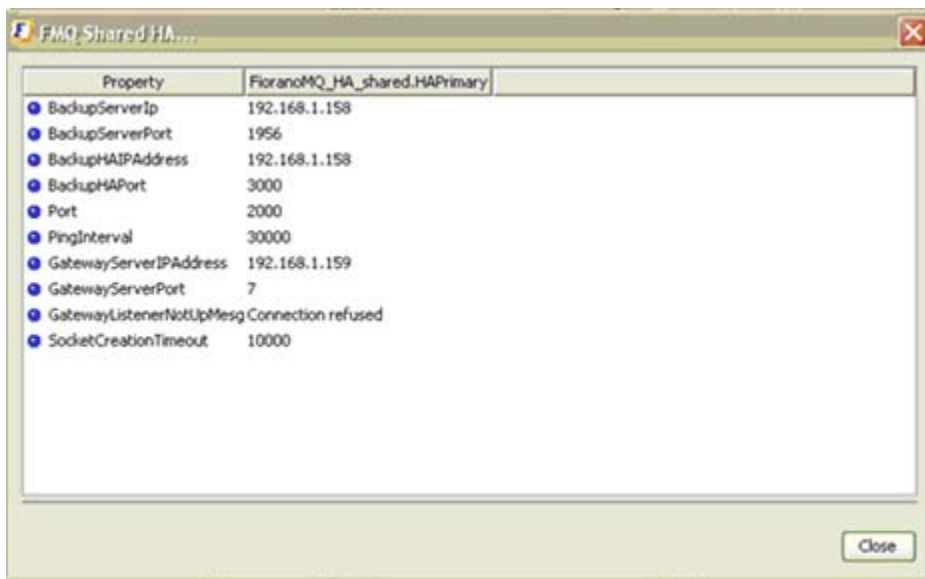 FMQ Shared HA...
Property FioranoMQ_HA_shared.HAPrimary
BackupServerIp 192.168.1.158
BackupServerPort 1956
BackupHAIPAddress 192.168.1.158
BackupHAPort 3000
Port 2000
PingInterval 30000
GatewayServerIPAddress 192.168.1.159
GatewayServerPort 7
GatewayListenerNotUpMesg Connection refused
SocketCreationTimeout 10000
Close